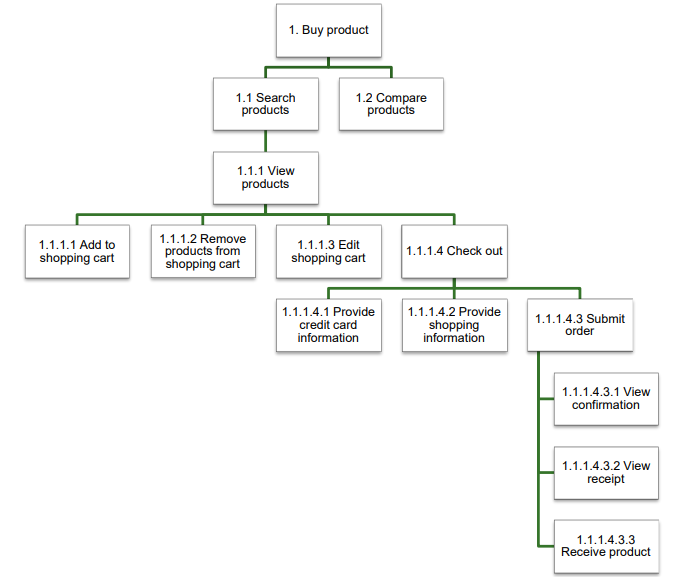 1. Buy product
1.1 Search
products
1.2 Compare
products
1.1.1 View
products
1.1.1.1 Add to
shopping cart
1.1.1.2 Remove
products from
shopping cart
1.1.1.3 Edit
shopping cart
1.1.1.4 Check out
1.1.1.4.1 Provide
credit card
information
1.1.1.4.2 Provide
shopping
information
1.1.1.4.3 Submit
order
1.1.1.4.3.1 View
confirmation
1.1.1.4.3.2 View
receipt
1.1.1.4.3.3
Receive product